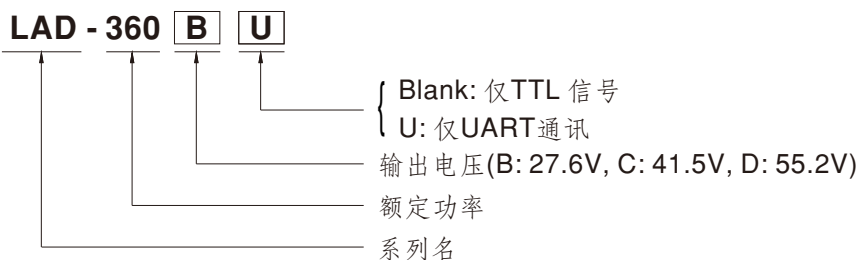 LAD - 360 B U
Blank: 仅TTL 信号
U: 仅UART通讯
输出电压(B: 27.6V, C: 41.5V, D: 55.2V)
额定功率
系列名